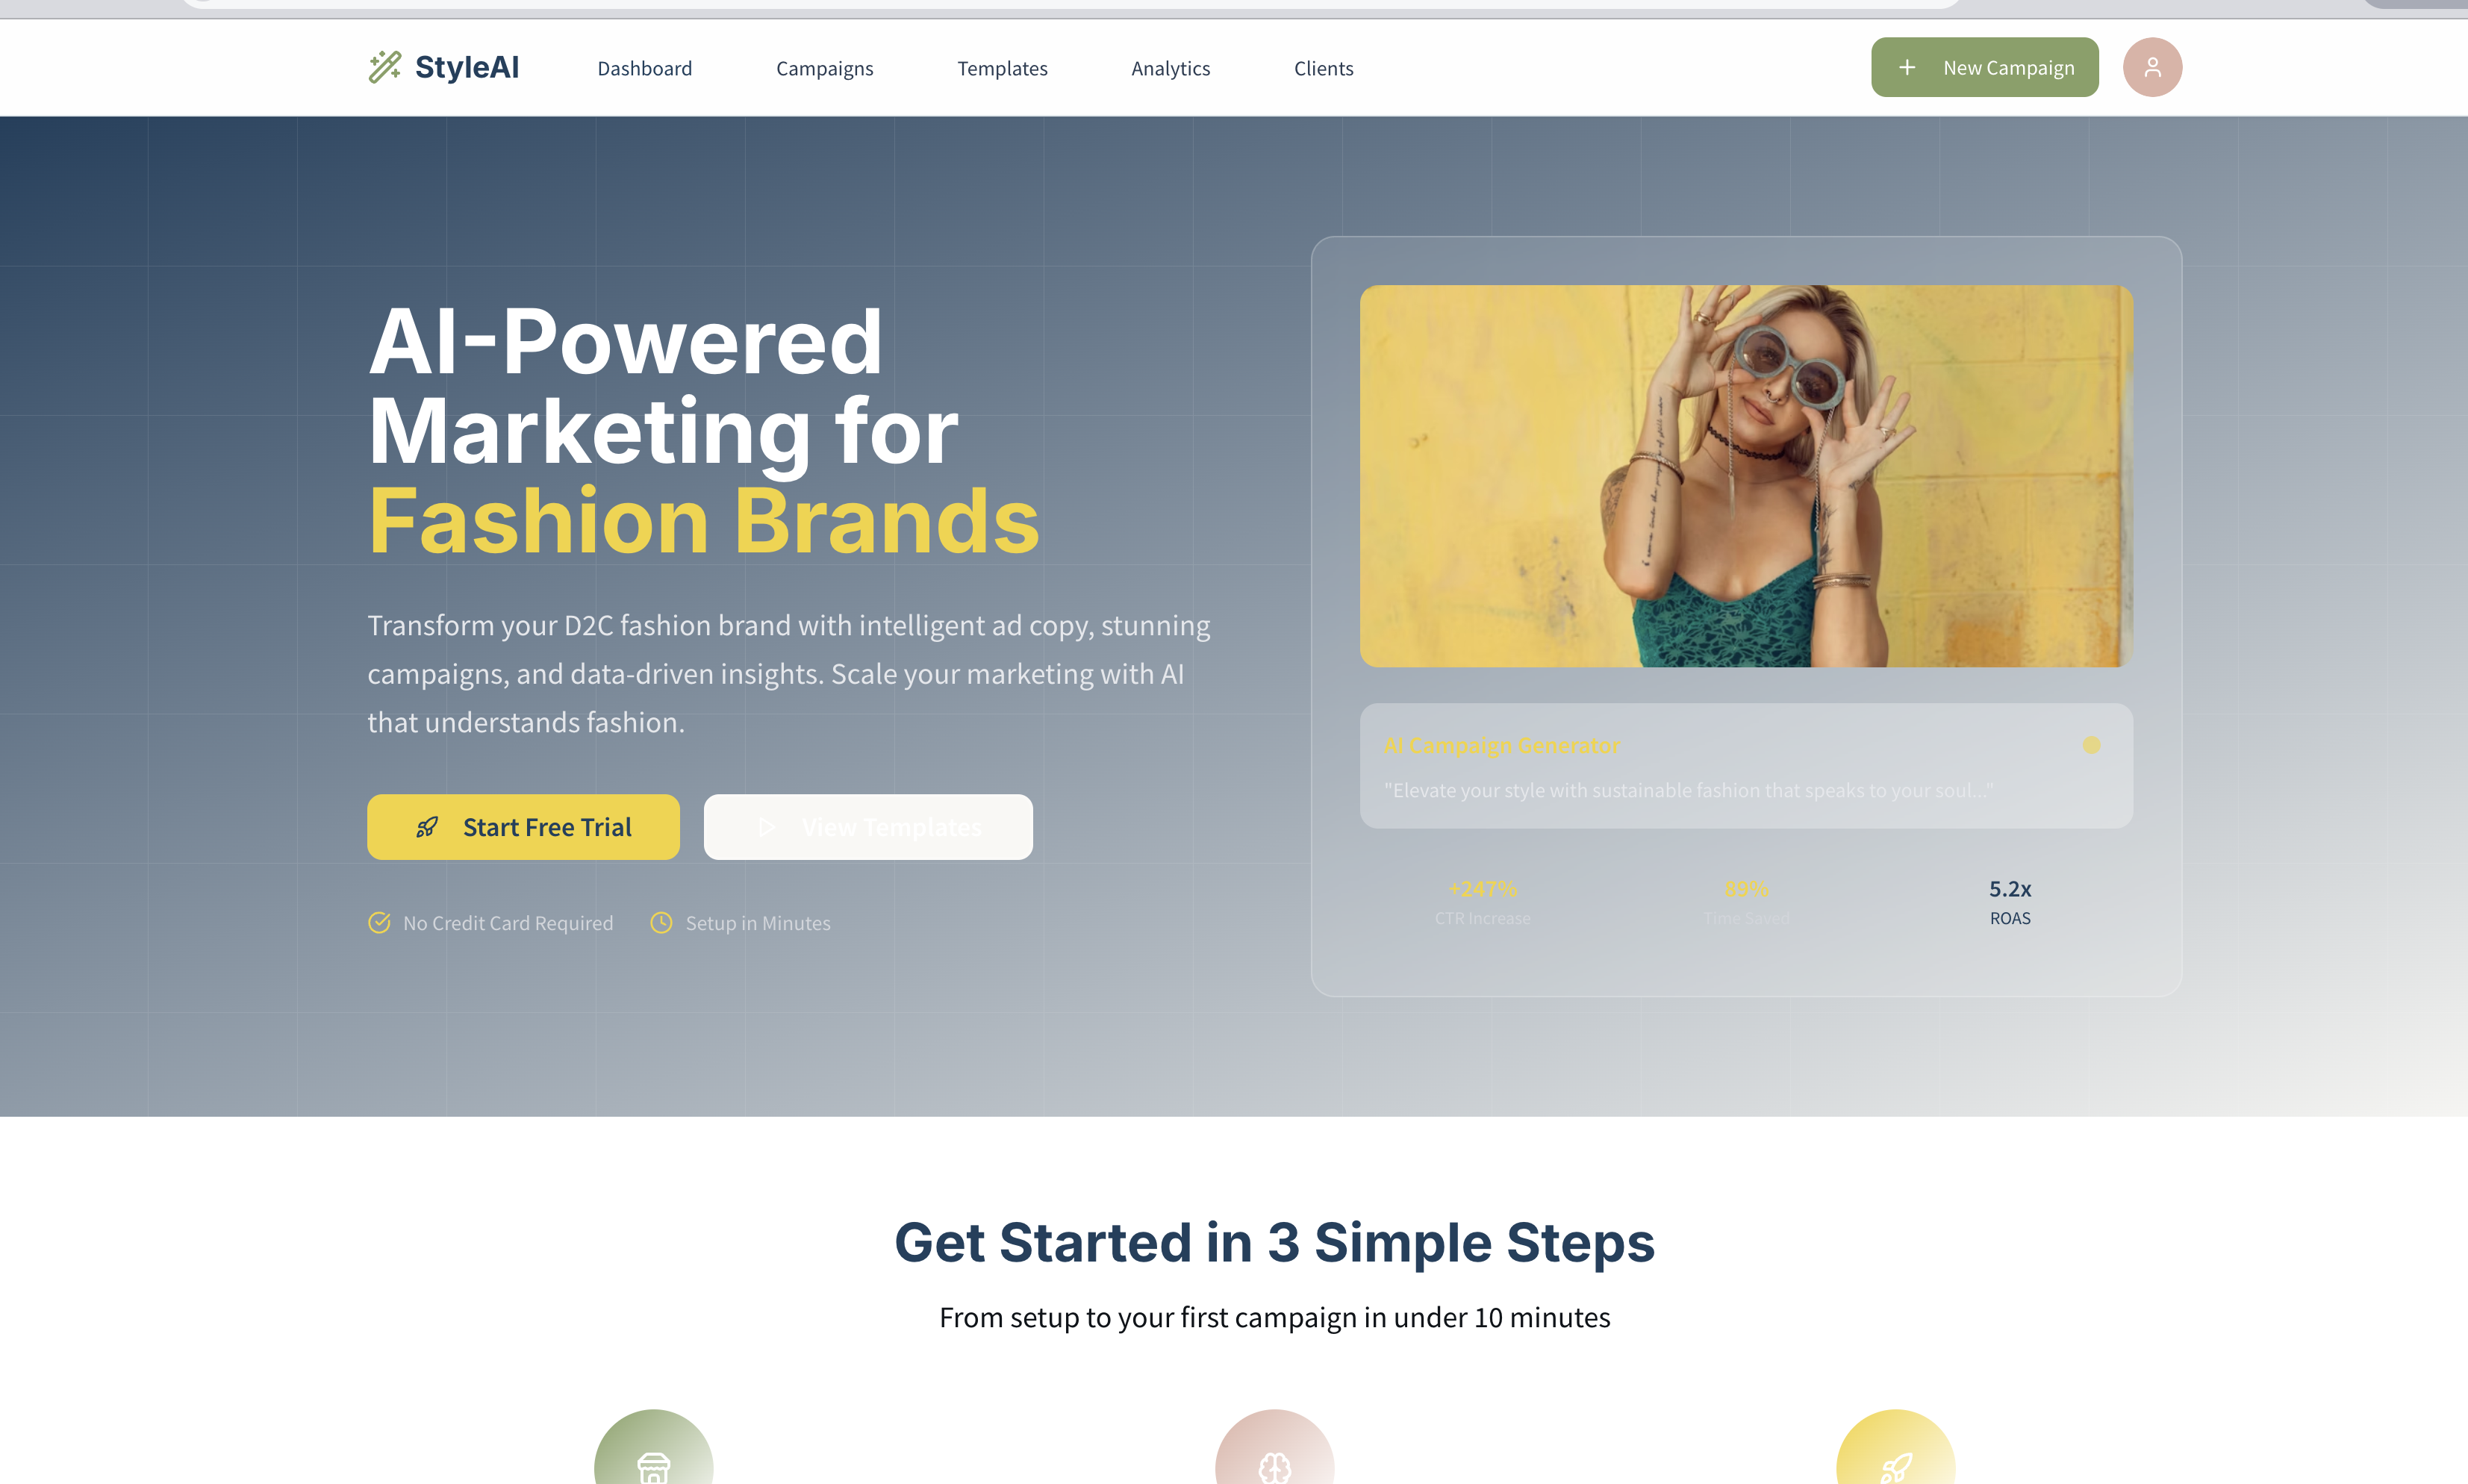 StyleAI
Dashboard
Campaigns
Templates
Analytics
Clients
New Campaign
AI-Powered
Marketing for
Fashion Brands
Transform your D2C fashion brand with intelligent ad copy, stunning
campaigns, and data-driven insights. Scale your marketing with AI
that understands fashion.
Start Free Trial
View Templates
No Credit Card Required
Setup in Minutes
AI Campaign Generator
"Elevate your style with sustainable fashion that speaks to your soul..."
+247%
CTR Increase
89%
Time Saved
5.2x
ROAS
Get Started in 3 Simple Steps
From setup to your first campaign in under 10 minutes